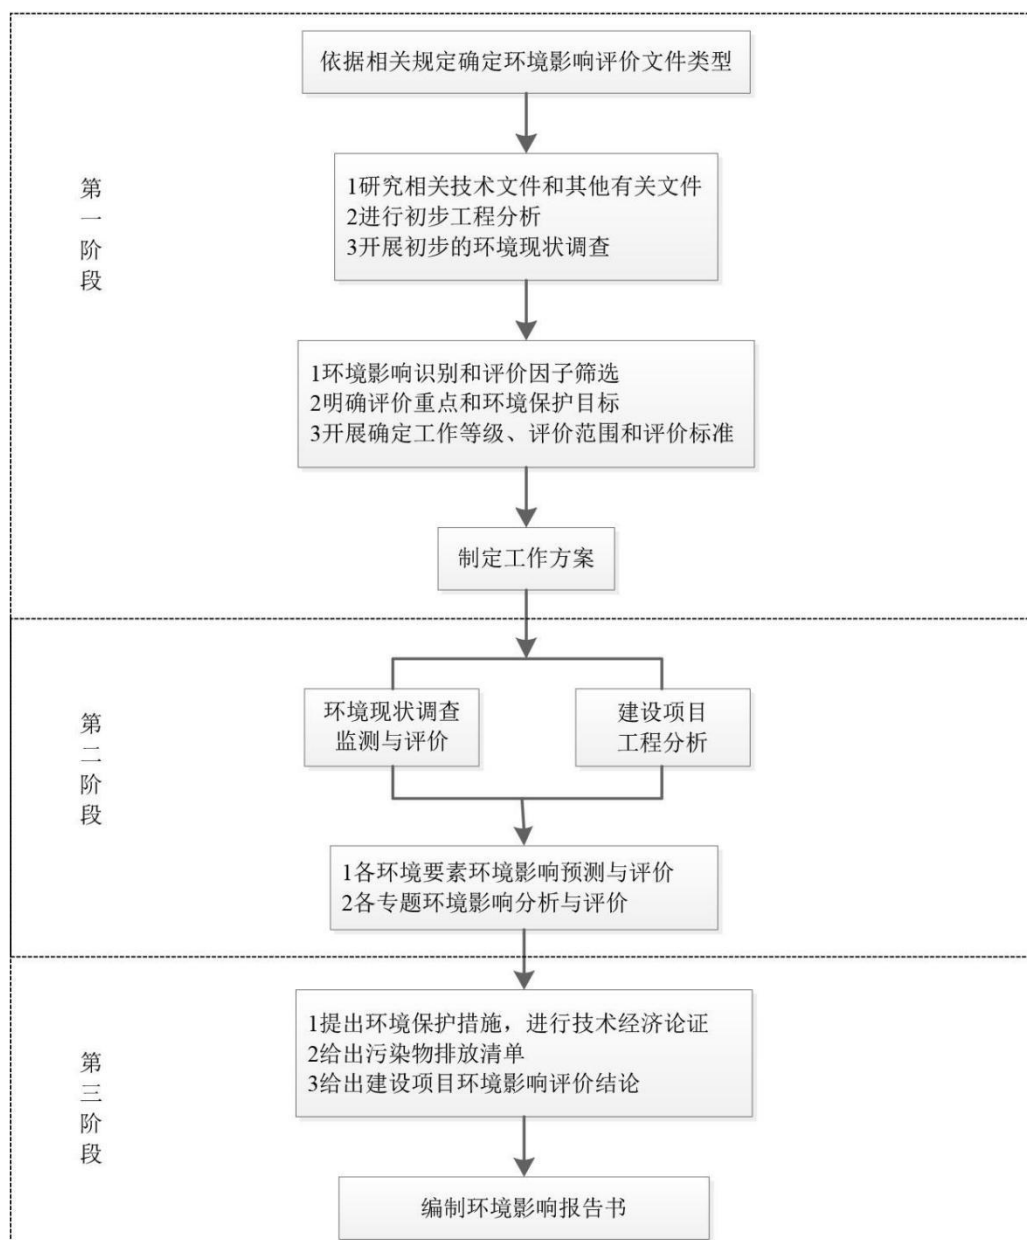 依据相关规定确定环境影响评价文件类型
第一阶段
1研究相关技术文件和其他有关文件
2进行初步工程分析
3开展初步的环境现状调查
1环境影响识别和评价因子筛选
2明确评价重点和环境保护目标
3开展确定工作等级、评价范围和评价标准
制定工作方案
第二阶段
环境现状调查
监测与评价
建设项目
工程分析
1各环境要素环境影响预测与评价
2各专题环境影响分析与评价
第三阶段
1提出环境保护措施，进行技术经济论证
2给出污染物排放清单
3给出建设项目环境影响评价结论
编制环境影响报告书